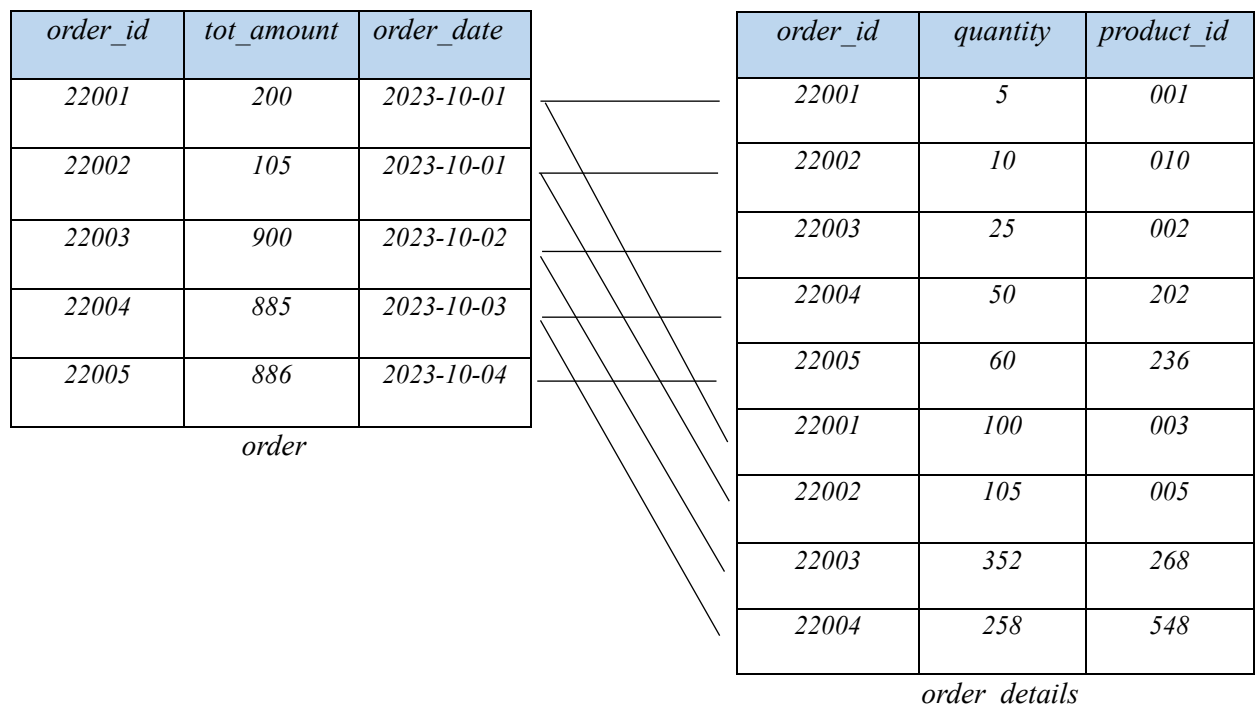 order_id tot_amount order_date
22001 200 2023-10-01
22002 105 2023-10-01
22003 900 2023-10-02
22004 885 2023-10-03
22005 886 2023-10-04
order
order_id quantity product_id
22001 5 001
22002 10 010
22003 25 002
22004 50 202
22005 60 236
22001 100 003
22002 105 005
22003 352 268
22004 258 548
order_details